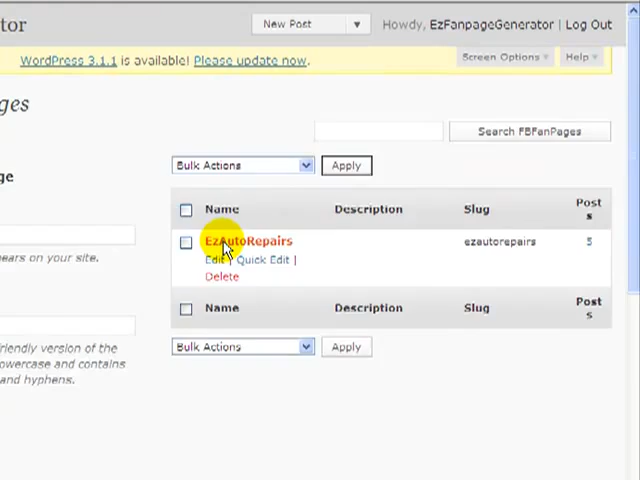 tor New Post Howdy, EzFanpageGenerator | Log Out
WordPress 3.1.1 is available! Please update now. Screen Options Help
ges
Search FBFanPages
ge
Bulk Actions Apply
Name Description Slug Posts
EzAutoRepairs ezautorepairs 5
Edit | Quick Edit |
Delete
ears on your site.
Name Description Slug Posts
Bulk Actions Apply
riendly version of the
owercase and contains
and hyphens.